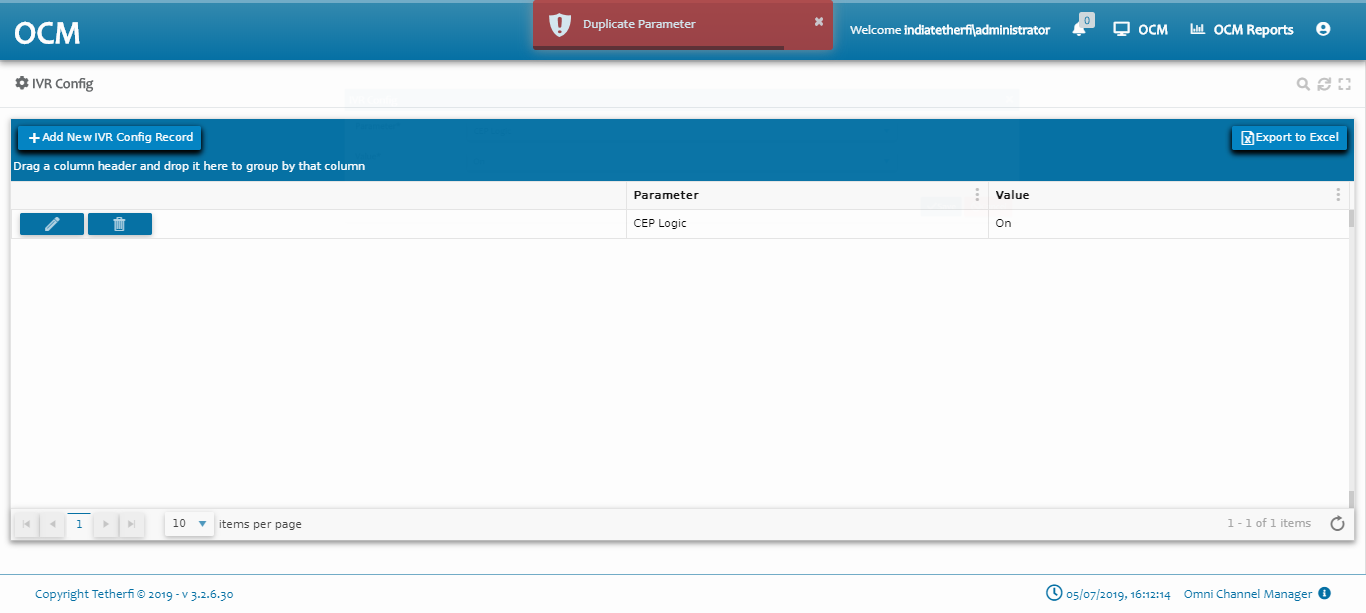 OCM
Duplicate Parameter
Welcome indiatetherfi\administrator
0
OCM
OCM Reports
IVR Config
Add New IVR Config Record
Export to Excel
Drag a column header and drop it here to group by that column
Parameter
Value
CEP Logic
On
1
10
items per page
1 - 1 of 1 items
Copyright Tetherfi © 2019 - v 3.2.6.30
05/07/2019, 16:12:14
Omni Channel Manager